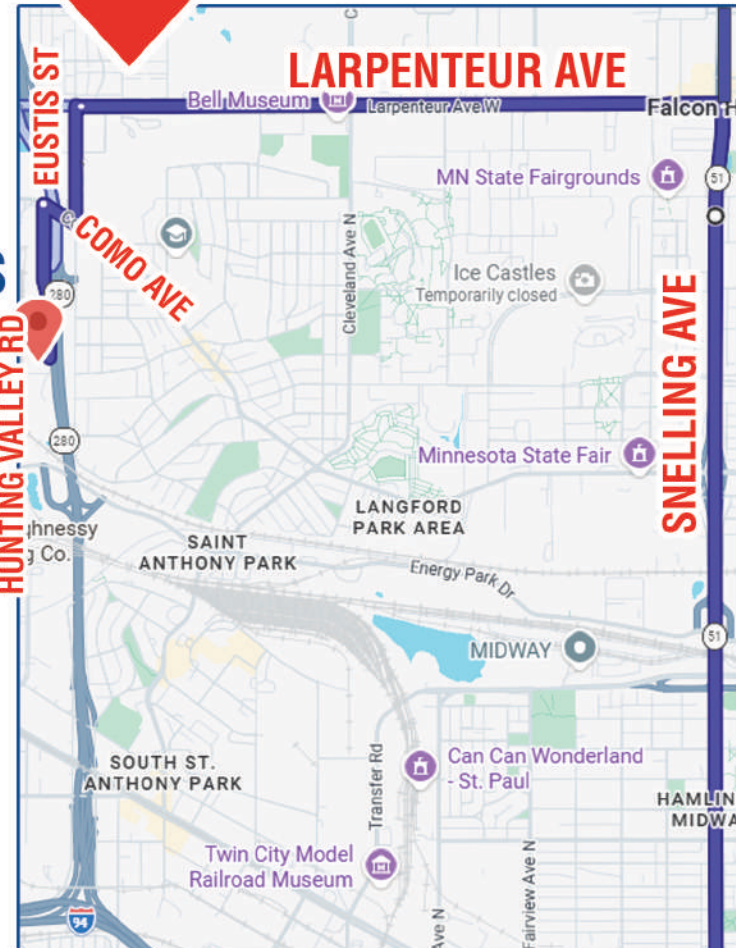 LARPENTEUR AVE
EUSTIS ST
Bell Museum
Larpenteur Ave W
Falcon H
MN State Fairgrounds
51
COMO AVE
Cleveland Ave N
Ice Castles
Temporarily closed
S
280
HUNTING VALLEY RD
SNELLING AVE
280
Minnesota State Fair
LANGFORD
PARK AREA
ghnessy
g Co.
SAINT
ANTHONY PARK
Energy Park Dr
51
MIDWAY
SOUTH ST.
ANTHONY PARK
Transfer Rd
Can Can Wonderland
- St. Paul
HAMLIN
MIDWA
Twin City Model
Railroad Museum
Fairview Ave N
Ave N
94